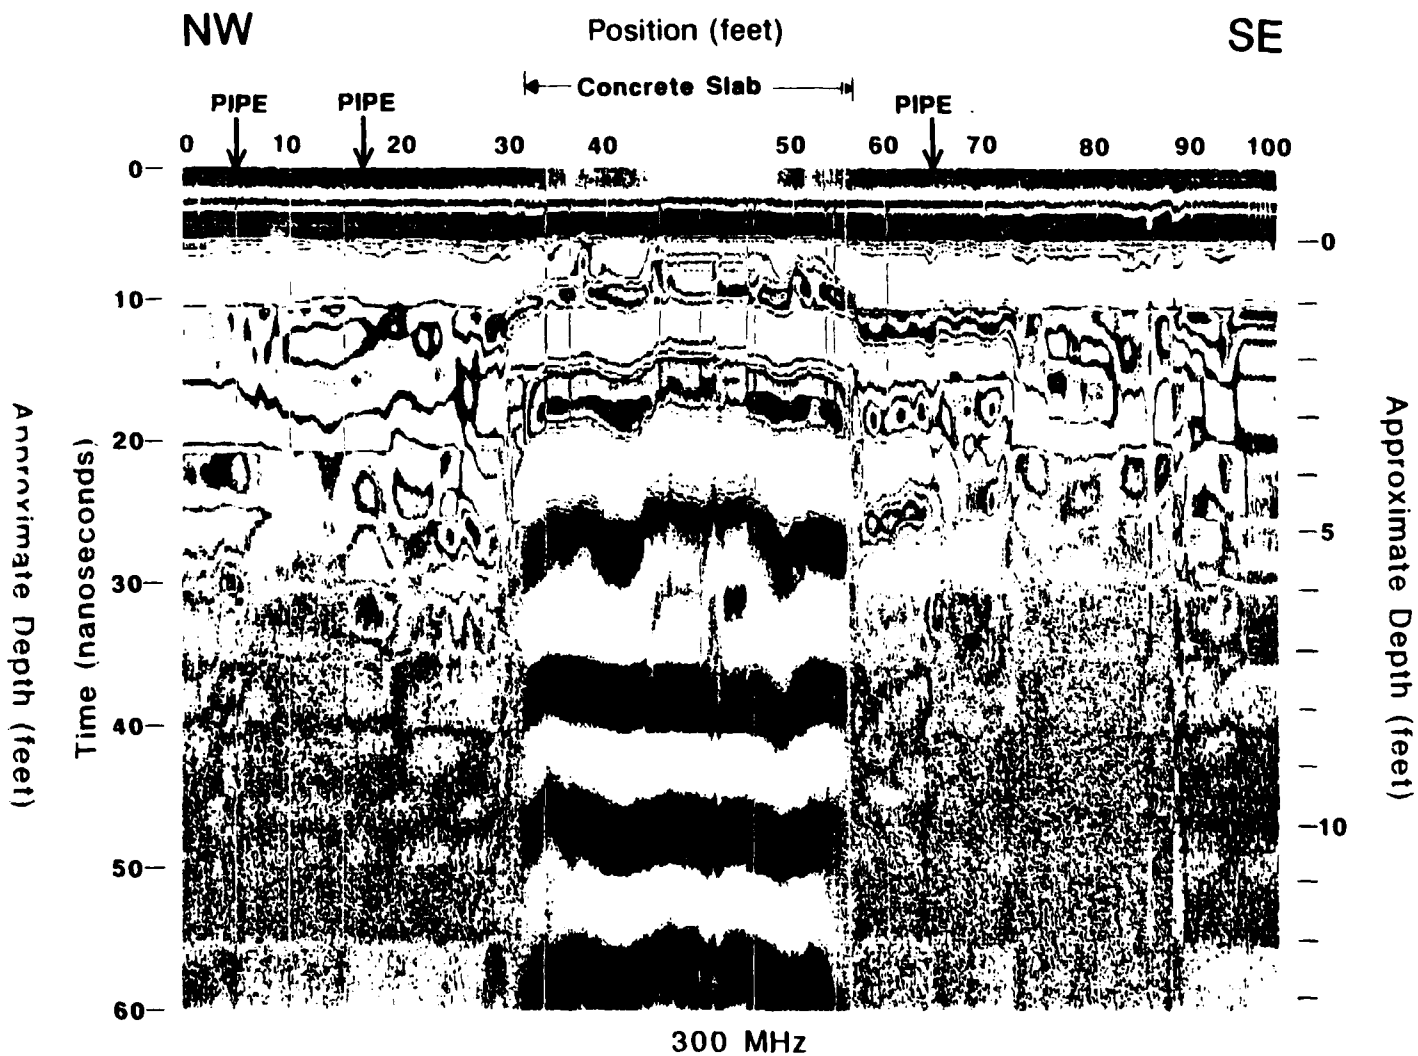 NW Position (feet) SE
Concrete Slab
PIPE PIPE PIPE
0 10 20 30 40 50 60 70 80 90 100
0
0
10
20
5
30
40
10
50
60
Approximate Depth (feet)
Time (nanoseconds)
Approximate Depth (feet)
300 MHz